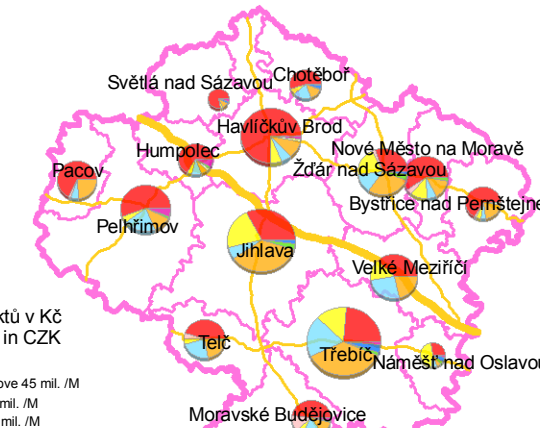 Světlá nad Sázavou
Chotěboř
Havlíčkův Brod
Humpolec
Nové Město na Moravě
Žďár nad Sázavou
Pacov
Bystřice nad Pernštejne
Pelhřimov
Jihlava
Velké Meziříčí
ktů v Kč
in CZK
Telč
Třebíč
Náměšť nad Oslavou
ove 45 mil. /M
mil. /M
mil. /M
Moravské Budějovice